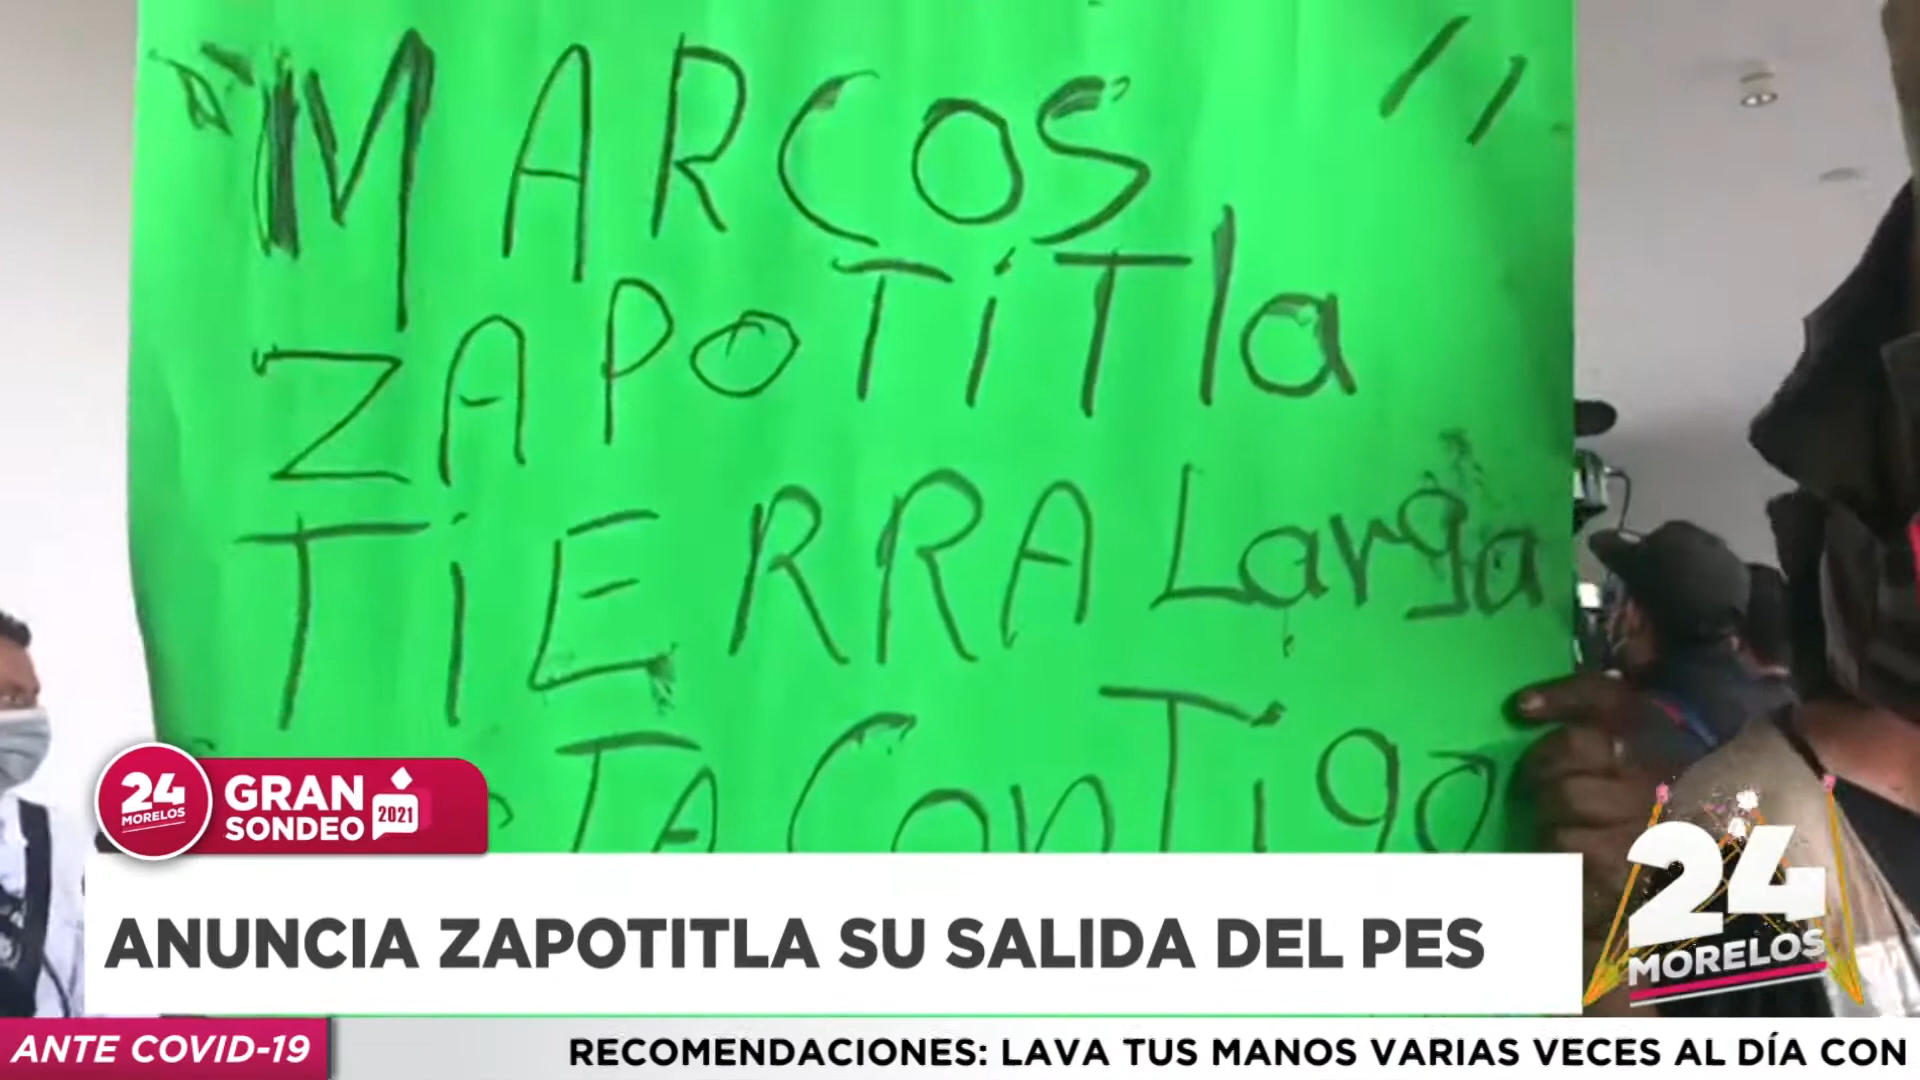 "MARCOS"
ZAPOTITla
TIERRA Larga
TA ConTigo
24
MORELOS
GRAN
SONDEO
2021
ANUNCIA ZAPOTITLA SU SALIDA DEL PES
24
MORELOS
ANTE COVID-19
RECOMENDACIONES: LAVA TUS MANOS VARIAS VECES AL DÍA CON